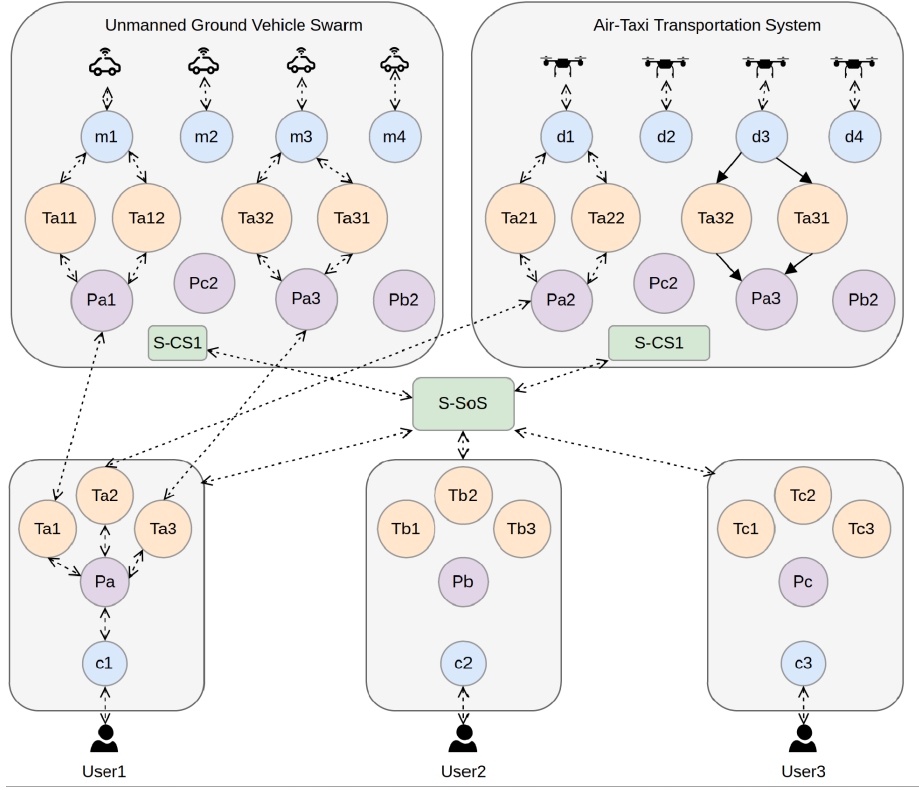 Unmanned Ground Vehicle Swarm
Air-Taxi Transportation System
m1 m2 m3 m4
d1 d2 d3 d4
Ta11 Ta12 Ta32 Ta31
Ta21 Ta22 Ta32 Ta31
Pa1 Pc2 Pa3 Pb2
Pa2 Pc2 Pa3 Pb2
S-CS1
S-CS1
S-SoS
Ta1 Ta2 Ta3
Tb1 Tb2 Tb3
Tc1 Tc2 Tc3
Pa
Pb
Pc
c1
c2
c3
User1
User2
User3